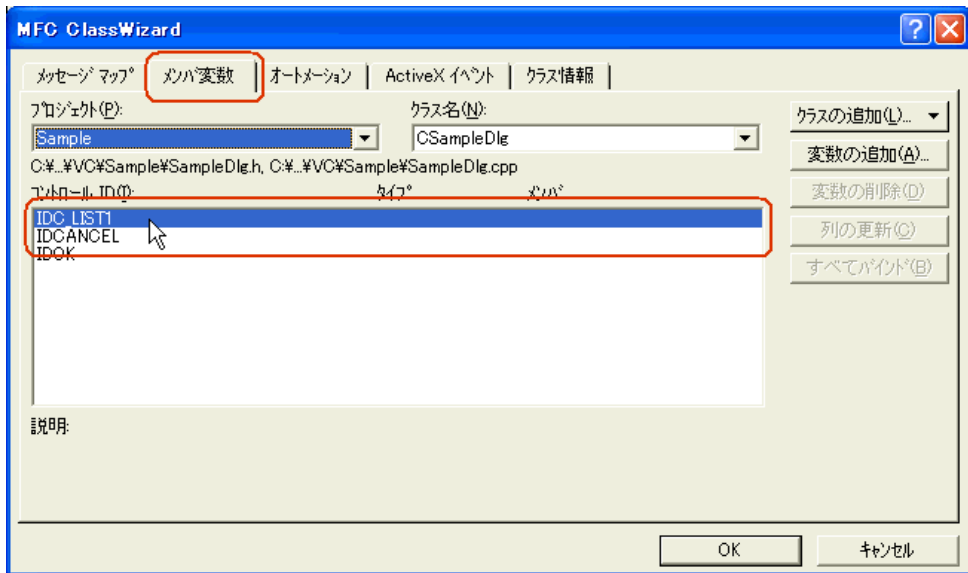 MFC ClassWizard
メッセージ マップ メンバ変数 オートメーション ActiveX イベント クラス情報
プロジェクト(P): クラス名(N):
Sample CSampleDlg
クラスの追加(L)...
C:¥...¥VC¥Sample¥SampleDlg.h, C:¥...¥VC¥Sample¥SampleDlg.cpp
変数の追加(A)...
コントロール ID(I): タイプ メンバ
変数の削除(D)
IDC_LIST1
IDCANCEL
列の更新(C)
IDOK
すべてバインド(B)
説明:
OK キャンセル